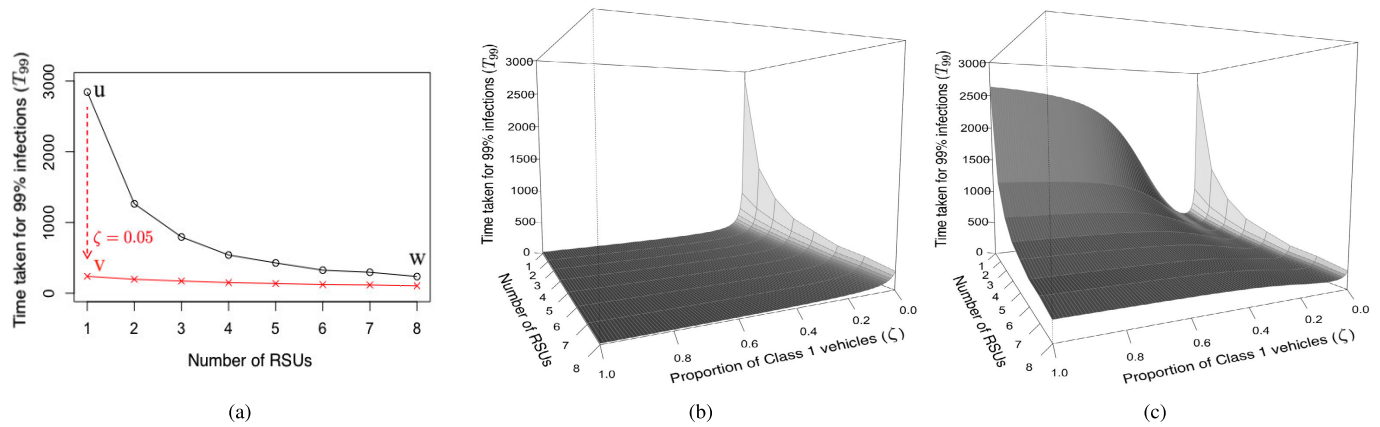 Time taken for 99% infections (T99)
3000
2000
1000
0
u
ζ = 0.05
v
w
1 2 3 4 5 6 7 8
Number of RSUs
(a)
Time taken for 99% infections (T99)
3000
2500
2000
1500
1000
500
0
1
2
3
4
5
6
7
8
Number of RSUs
1.0
0.8
0.6
0.4
0.2
0.0
Proportion of Class 1 vehicles (ζ)
(b)
Time taken for 99% infections (T99)
3000
2500
2000
1500
1000
500
0
1
2
3
4
5
6
7
8
Number of RSUs
1.0
0.8
0.6
0.4
0.2
0.0
Proportion of Class 1 vehicles (ζ)
(c)